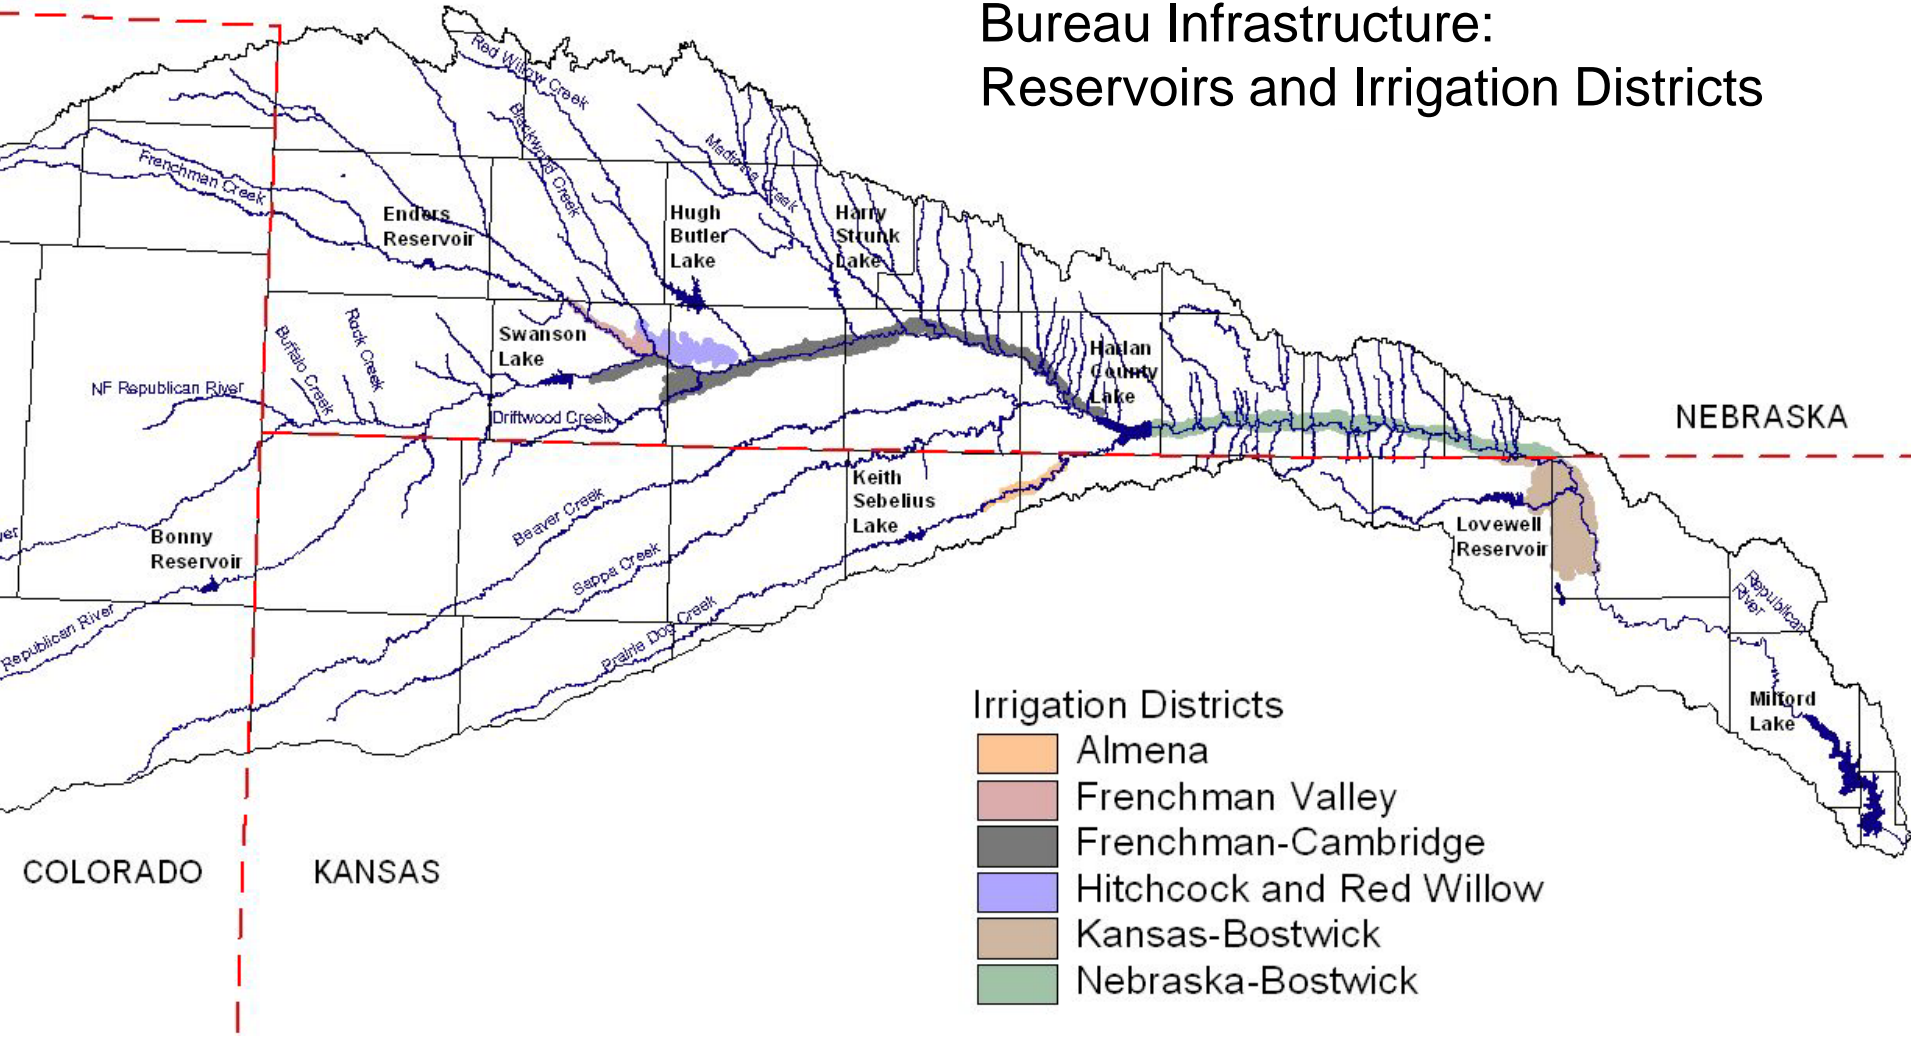 Bureau Infrastructure:
Reservoirs and Irrigation Districts
Red Willow Creek
Blackwood Creek
Medicine Creek
Frenchman Creek
Enders
Reservoir
Hugh
Butler
Lake
Harry
Strunk
Lake
Swanson
Lake
Buffalo Creek
Rock Creek
NF Republican River
Driftwood Creek
Harlan
County
Lake
NEBRASKA
Keith
Sebelius
Lake
Beaver Creek
Sappa Creek
Prairie Dog Creek
Bonny
Reservoir
Republican River
Lovewell
Reservoir
Republican
River
Milford
Lake
COLORADO
KANSAS
Irrigation Districts
Almena
Frenchman Valley
Frenchman-Cambridge
Hitchcock and Red Willow
Kansas-Bostwick
Nebraska-Bostwick